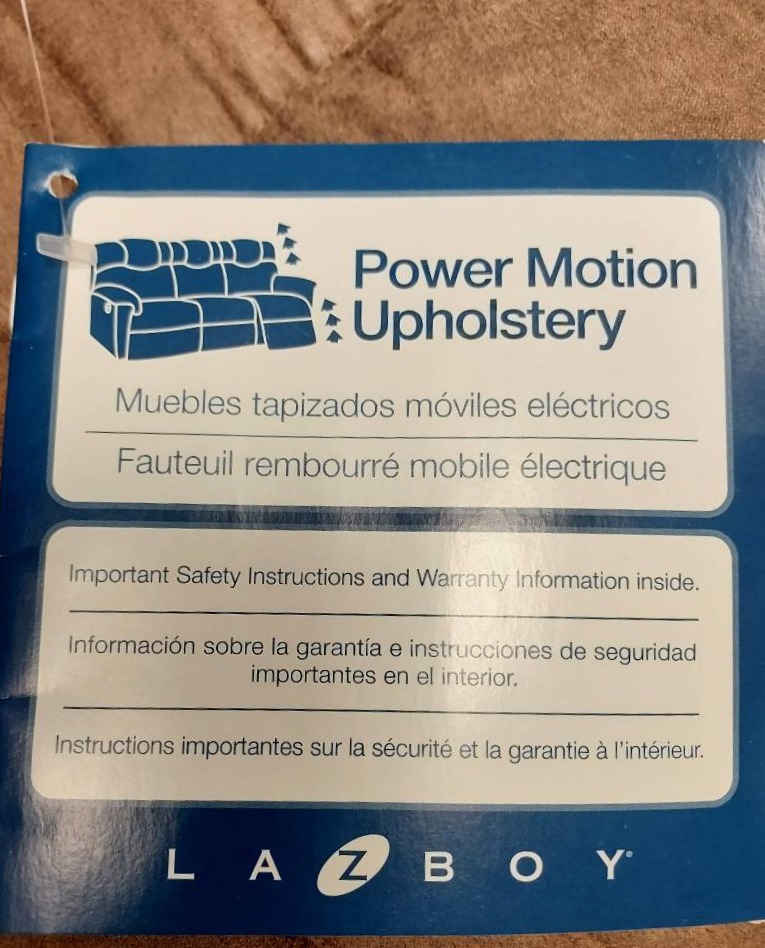 Power Motion
Upholstery
Muebles tapizados móviles eléctricos
Fauteuil rembourré mobile électrique
Important Safety Instructions and Warranty Information inside.
Información sobre la garantía e instrucciones de seguridad
importantes en el interior.
Instructions importantes sur la sécurité et la garantie à l'intérieur.
L A Z B O Y®